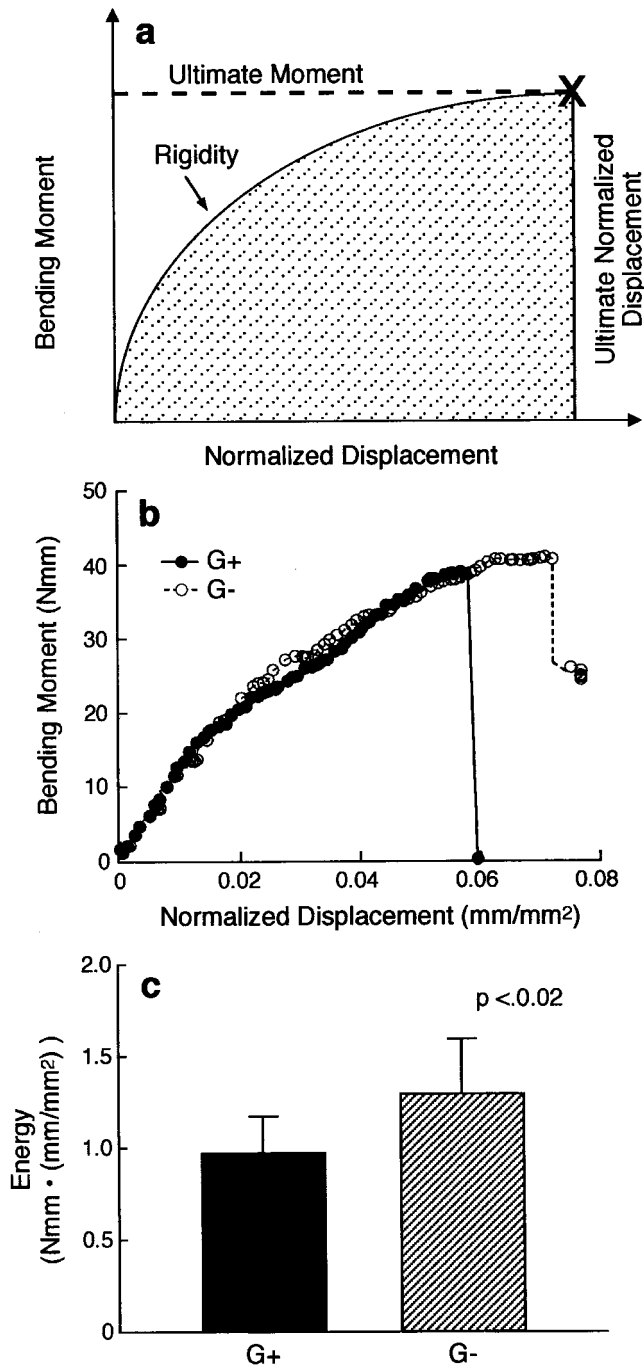 a
Ultimate Moment
X
Rigidity
Bending Moment
Ultimate Normalized
Displacement
Normalized Displacement
b
G+
G-
Bending Moment (Nmm)
50
40
30
20
10
0
0
0.02
0.04
0.06
0.08
Normalized Displacement (mm/mm²)
c
p <.0.02
Energy
(Nmm • (mm/mm²) )
2.0
1.5
1.0
0.5
0
G+
G-